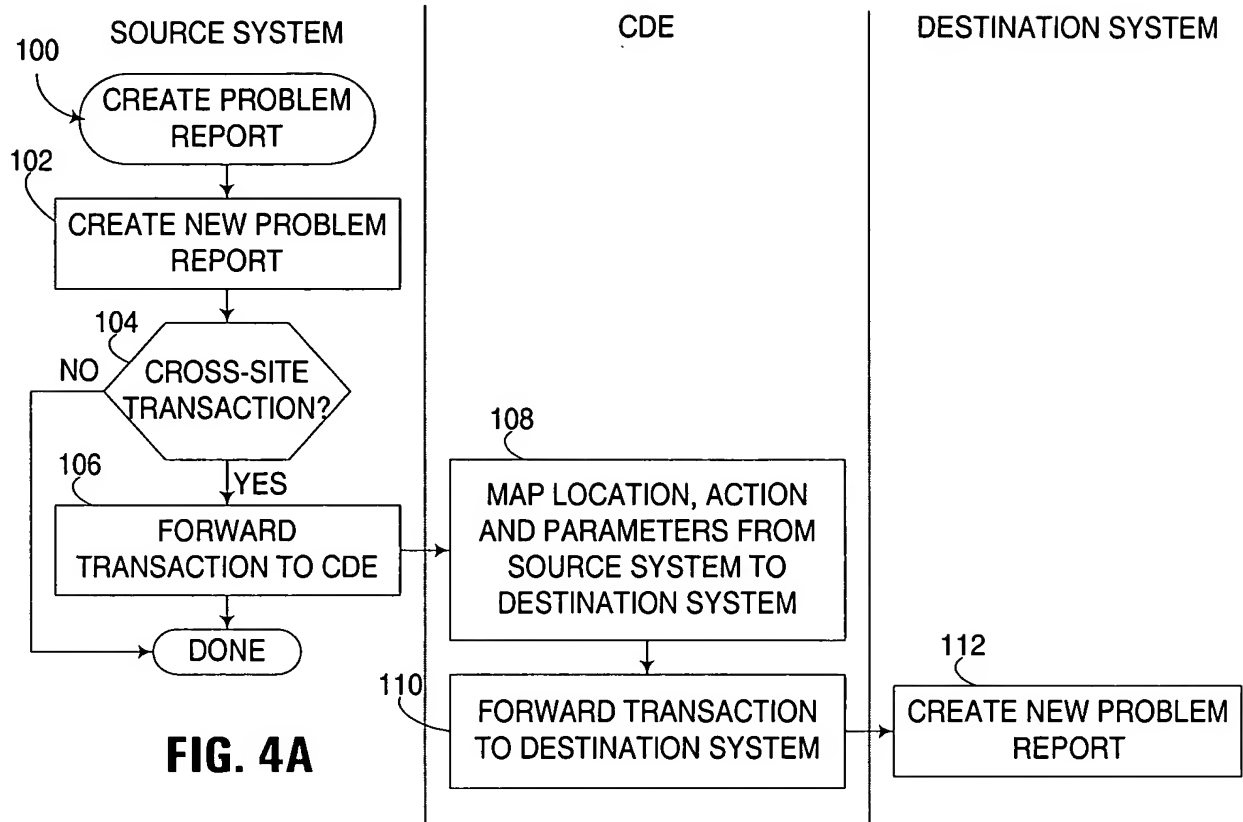 SOURCE SYSTEM
CDE
DESTINATION SYSTEM
100
CREATE PROBLEM
REPORT
102
CREATE NEW PROBLEM
REPORT
104
NO
CROSS-SITE
TRANSACTION?
106
YES
FORWARD
TRANSACTION TO CDE
DONE
108
MAP LOCATION, ACTION
AND PARAMETERS FROM
SOURCE SYSTEM TO
DESTINATION SYSTEM
110
FORWARD TRANSACTION
TO DESTINATION SYSTEM
112
CREATE NEW PROBLEM
REPORT
FIG. 4A